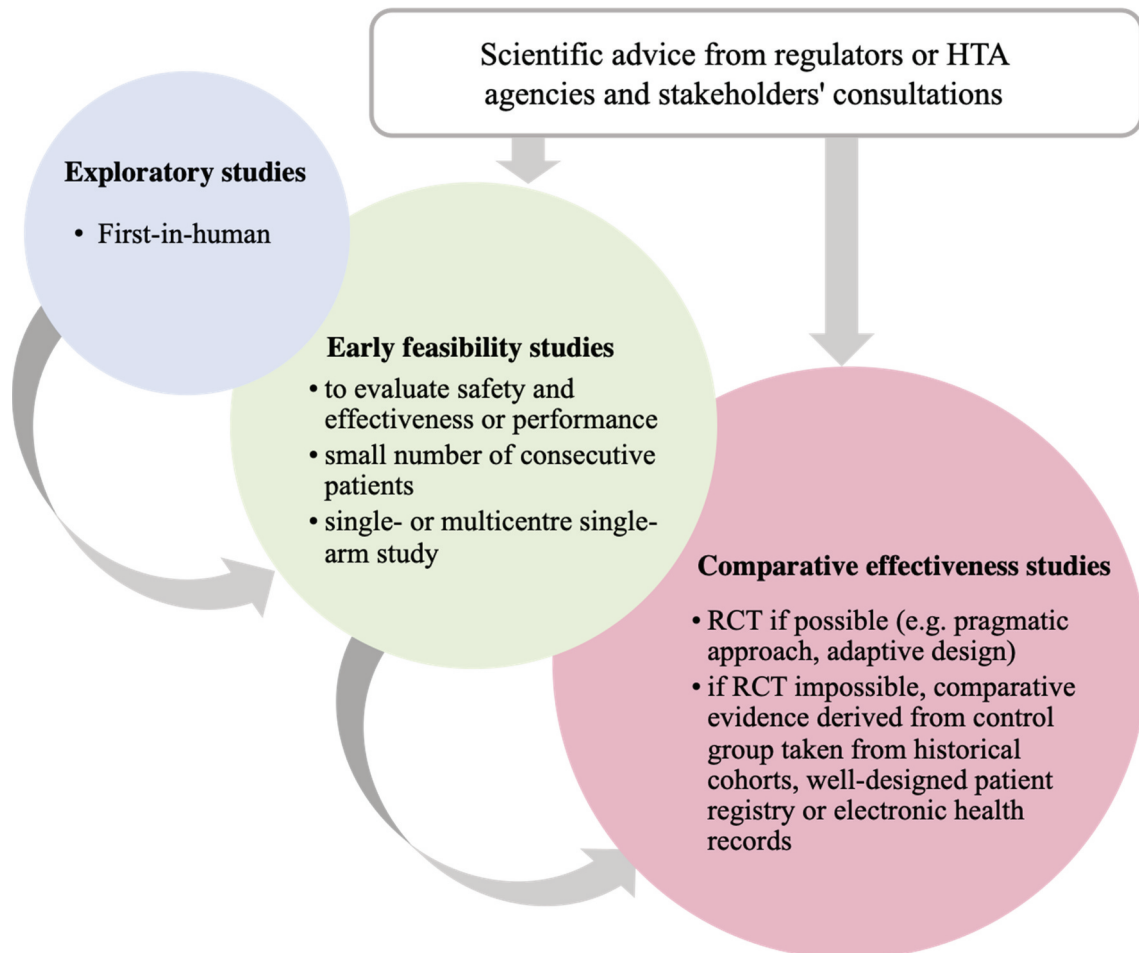 Scientific advice from regulators or HTA
agencies and stakeholders' consultations
Exploratory studies
• First-in-human
Early feasibility studies
• to evaluate safety and
effectiveness or performance
• small number of consecutive
patients
• single- or multicentre single-
arm study
Comparative effectiveness studies
• RCT if possible (e.g. pragmatic
approach, adaptive design)
• if RCT impossible, comparative
evidence derived from control
group taken from historical
cohorts, well-designed patient
registry or electronic health
records